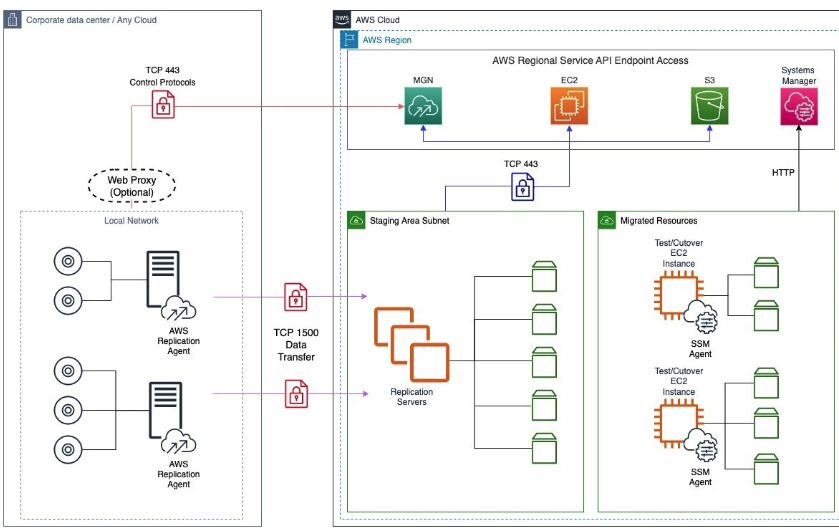 Corporate data center / Any Cloud
aws
AWS Cloud
AWS Region
AWS Regional Service API Endpoint Access
TCP 443
Control Protocols
MGN
EC2
S3
Systems
Manager
Web Proxy
(Optional)
TCP 443
HTTP
Local Network
Staging Area Subnet
Migrated Resources
AWS
Replication
Agent
TCP 1500
Data
Transfer
AWS
Replication
Agent
Replication
Servers
Test/Cutover
EC2
Instance
SSM
Agent
Test/Cutover
EC2
Instance
SSM
Agent